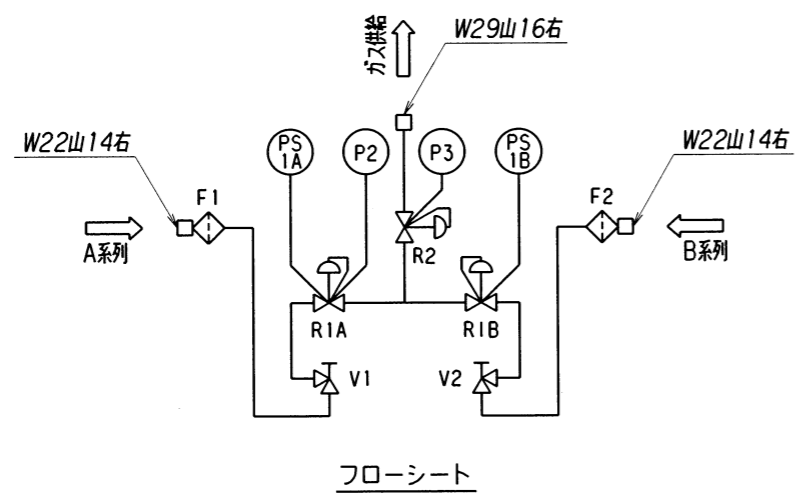 ガス供給
W29山16右
W22山14右
PS
1A
P2
P3
PS
1B
W22山14右
F1
F2
A系列
R2
B系列
R1A
R1B
V1
V2
フローシート